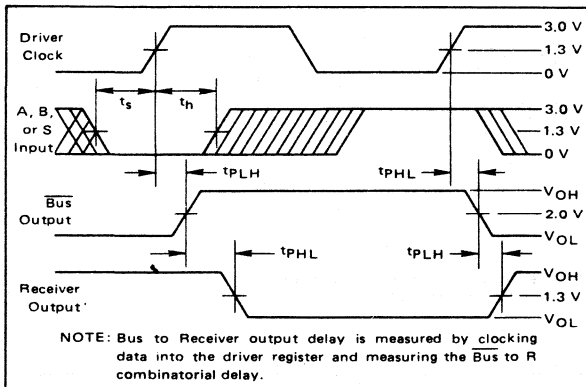 Driver
Clock
3.0 V
1.3 V
0 V
ts
th
A, B,
or S
Input
3.0 V
1.3 V
0 V
tPLH
tPHL
Bus
Output
VOH
2.0 V
VOL
tPHL
tPLH
Receiver
Output
VOH
1.3 V
VOL
NOTE: Bus to Receiver output delay is measured by clocking
data into the driver register and measuring the Bus to R
combinatorial delay.